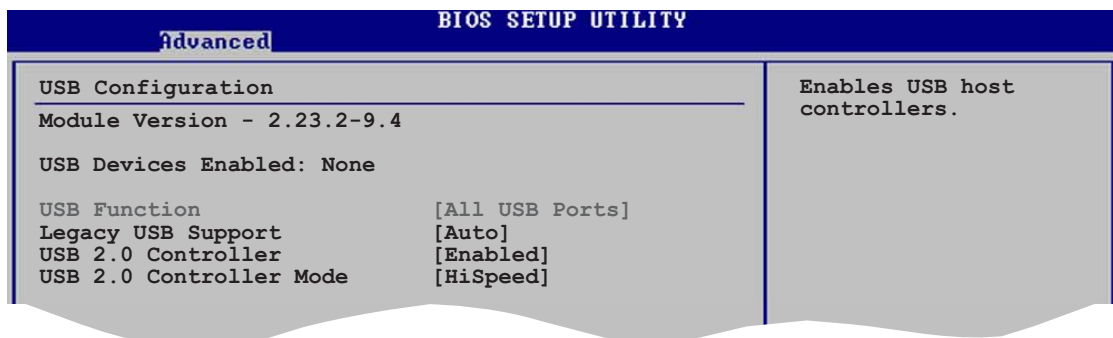 BIOS SETUP UTILITY
Advanced
USB Configuration
Module Version - 2.23.2-9.4
USB Devices Enabled: None
USB Function [All USB Ports]
Legacy USB Support [Auto]
USB 2.0 Controller [Enabled]
USB 2.0 Controller Mode [HiSpeed]
Enables USB host
controllers.